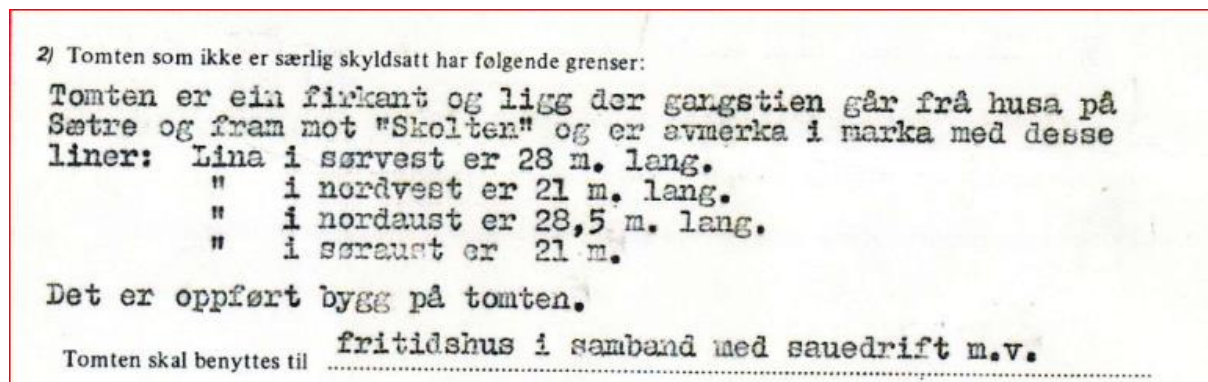 2) Tomten som ikke er særlig skyldsatt har følgende grenser:
Tomten er ein firkant og ligg der gangstien går frå husa på
Sætre og fram mot "Skolten" og er avmerka i marka med desse
liner: Lina i sørvest er 28 m. lang.
" i nordvest er 21 m. lang.
" i nordaust er 28,5 m. lang.
" i søraust er 21 m.
Det er oppført bygg på tomten.
Tomten skal benyttes til fritidshus i samband med sauedrift m.v.